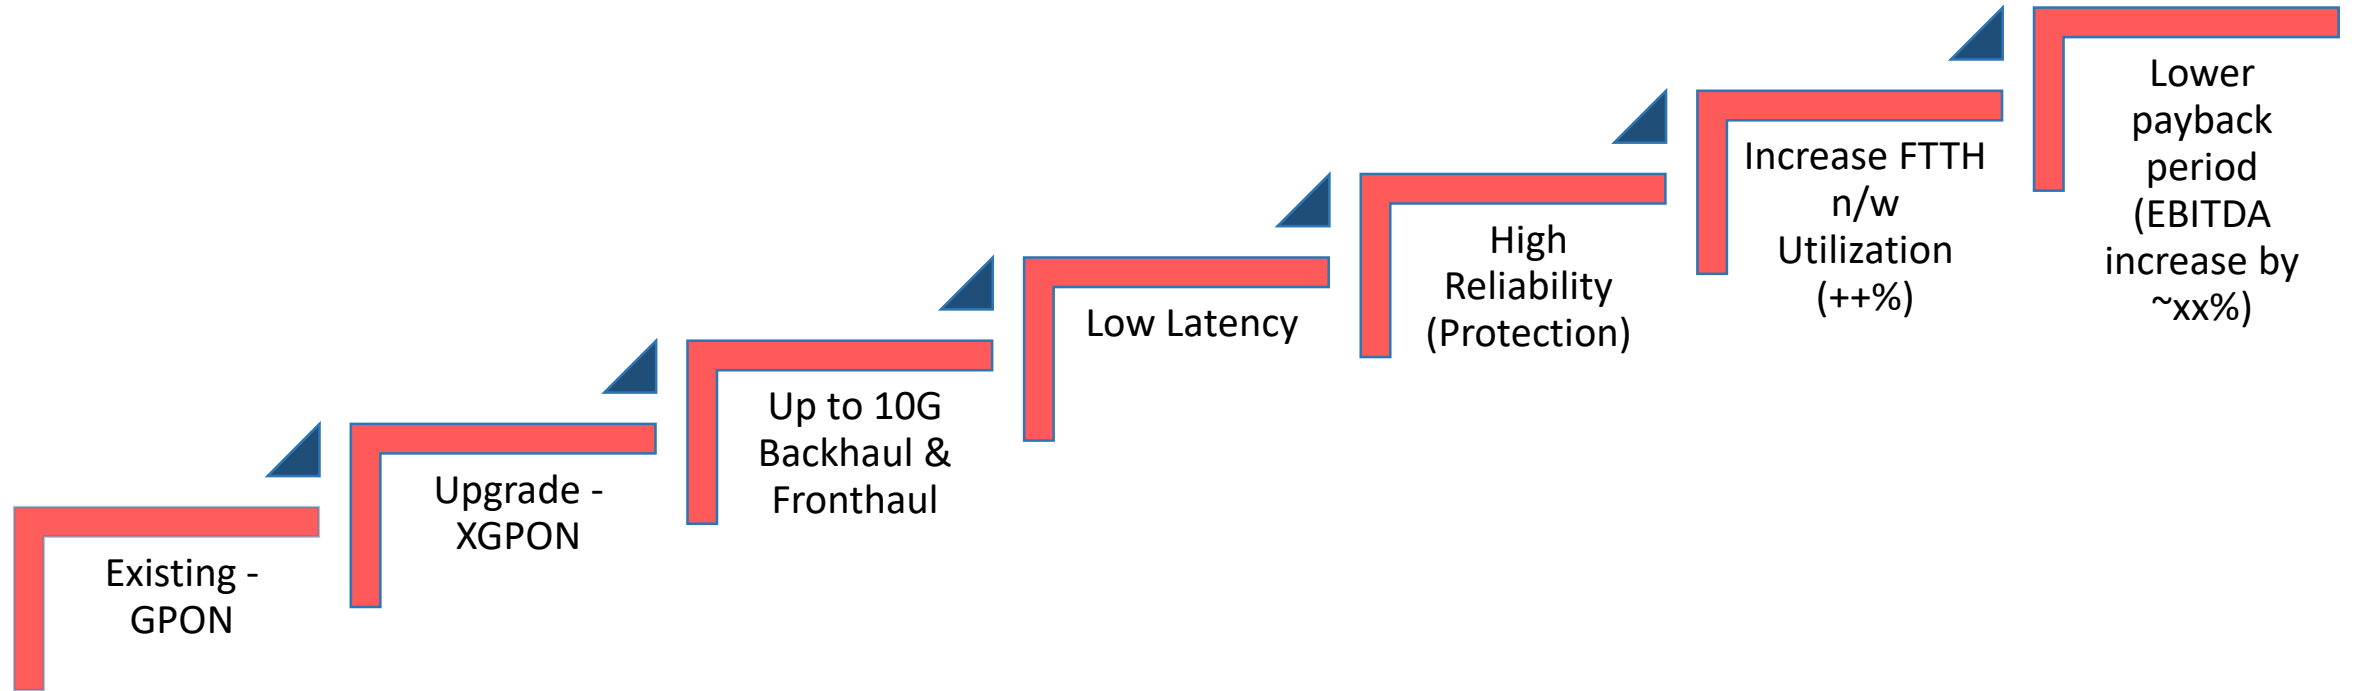 Existing -
GPON
Upgrade -
XGPON
Up to 10G
Backhaul &
Fronthaul
Low Latency
High
Reliability
(Protection)
Increase FTTH
n/w
Utilization
(++%)
Lower
payback
period
(EBITDA
increase by
~xx%)